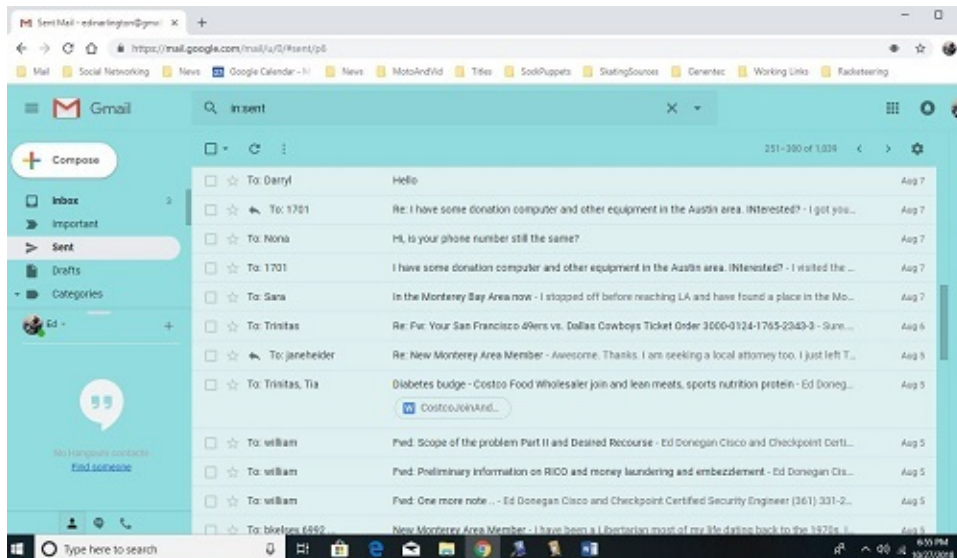 Sent Mail - edinarlington@gmai
https://mail.google.com/mail/u/0/#sent/p6
Mail Social Networking News Google Calendar - News MotoAndVid Titles SockPuppets SkatingSources Genentec Working Links Racketeering
Gmail in:sent
Compose 251–300 of 1,039
To: Darryl Hello Aug 7
Inbox
To: 1701 Re: I have some donation computer and other equipment in the Austin area. INterested? - I got you... Aug 7
Important
To: Nona Hi, is your phone number still the same? Aug 7
Sent
Drafts To: 1701 I have some donation computer and other equipment in the Austin area. INterested? - I visited the ... Aug 7
Categories To: Sara In the Monterey Bay Area now - I stopped off before reaching LA and have found a place in the Mo... Aug 7
Ed To: Trinitas Re: Fw: Your San Francisco 49ers vs. Dallas Cowboys Ticket Order 3000-0124-1765-2343-3 - Sure.... Aug 6
To: janeheider Re: New Monterey Area Member - Awesome. Thanks. I am seeking a local attorney too. I just left T... Aug 5
To: Trinitas, Tia Diabetes budget - Costco Food Wholesaler join and lean meats, sports nutrition protein - Ed Doneg... Aug 5
W CostcoJoinAnd...
To: william Fwd: Scope of the problem Part II and Desired Recourse - Ed Donegan Cisco and Checkpoint Certi... Aug 5
No Hangouts contacts
Find someone
To: william Fwd: Preliminary information on RICO and money laundering and embezzlement - Ed Donegan Cis... Aug 5
To: william Fwd: One more note .. - Ed Donegan Cisco and Checkpoint Certified Security Engineer (361) 331-2... Aug 5
To: bkelsey.6992 New Monterey Area Member - I have been a Libertarian most of my life dating back to the 1970s. Aug 5
Type here to search 6:55 PM
10/27/2018